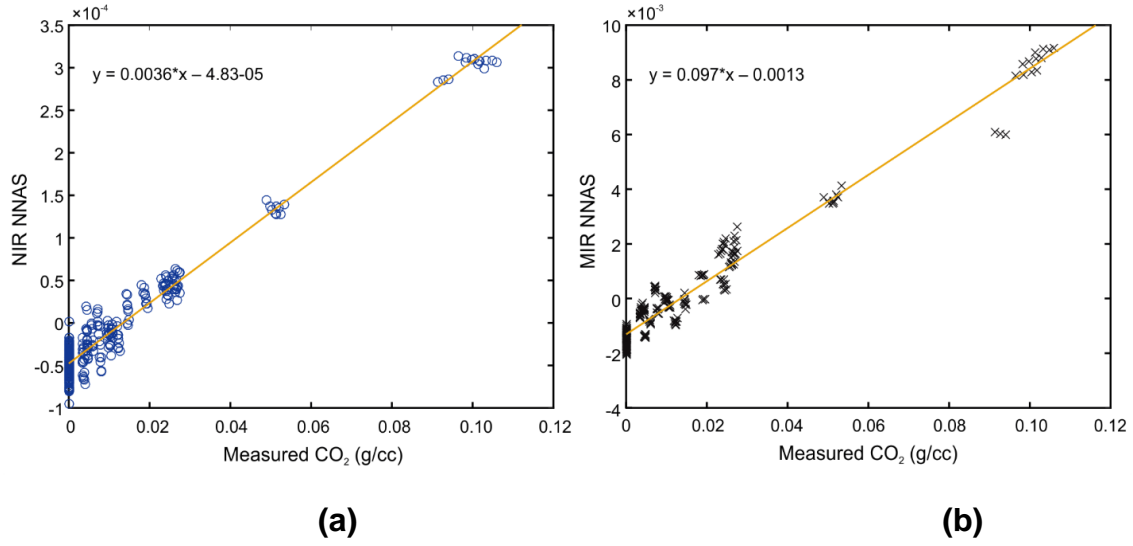 ×10⁻⁴
3.5
3
2.5
2
1.5
1
0.5
0
-0.5
-1
0 0.02 0.04 0.06 0.08 0.10 0.12
NIR NNAS
Measured CO₂ (g/cc)
y = 0.0036*x – 4.83-05
(a)
×10⁻³
10
8
6
4
2
0
-2
-4
0 0.02 0.04 0.06 0.08 0.10 0.12
MIR NNAS
Measured CO₂ (g/cc)
y = 0.097*x – 0.0013
(b)